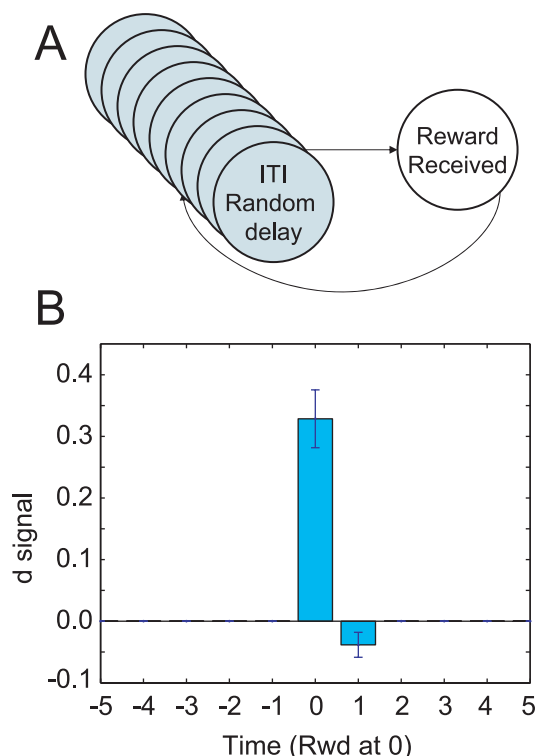 A
Reward
Received
ITI
Random
delay
B
0.4
0.3
0.2
0.1
0.0
-0.1
d signal
-5 -4 -3 -2 -2 -1 0 1 2 3 4 5
Time (Rwd at 0)